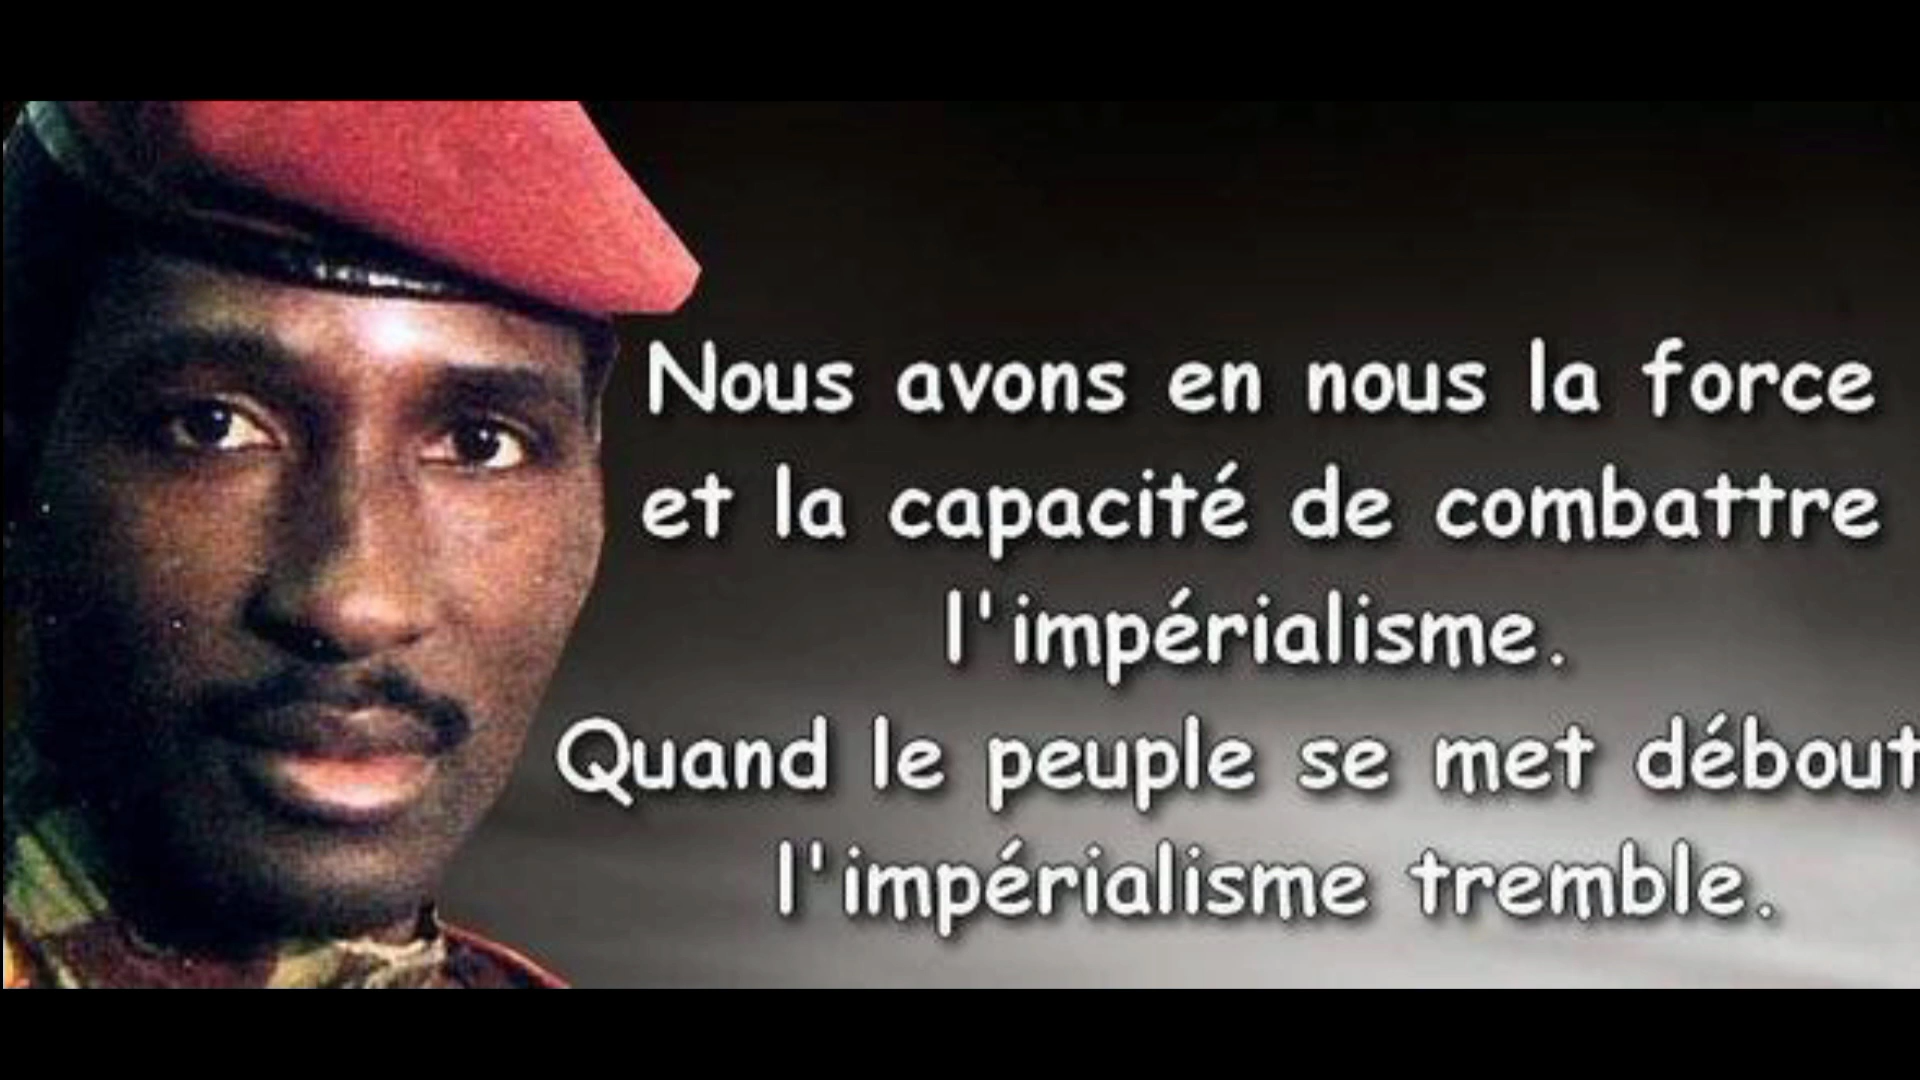 Nous avons en nous la force
et la capacité de combattre
l'impérialisme.
Quand le peuple se met débout
l'impérialisme tremble.